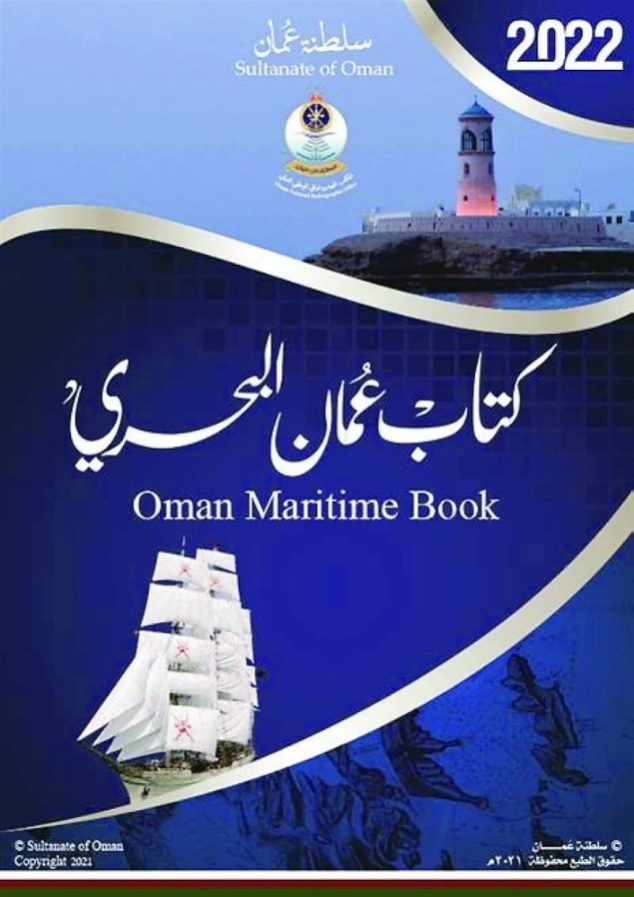 سلطنة عُمان
Sultanate of Oman
2022
كتاب عُمان البحري
Oman Maritime Book
© Sultanate of Oman
Copyright 2021
© سلطنة عُمــــان
حقوق الطبع محفوظة ٢٠٢١م